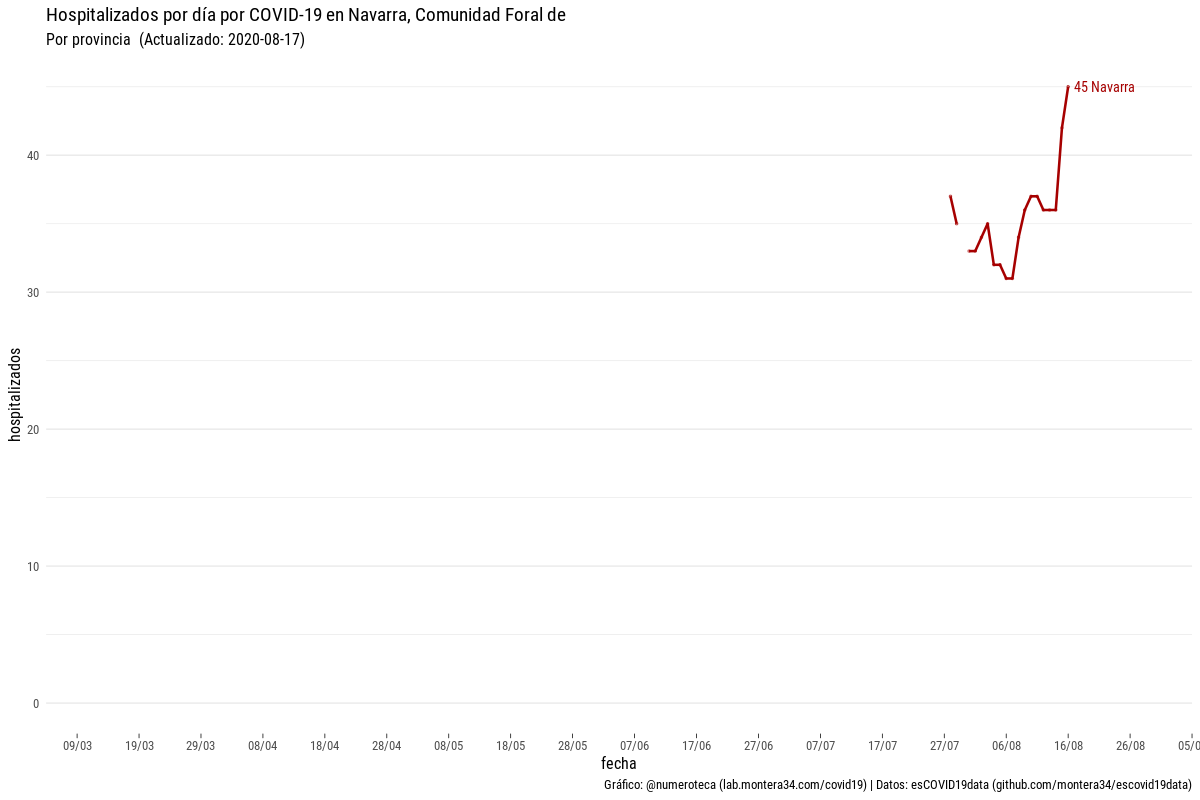 Hospitalizados por día por COVID-19 en Navarra, Comunidad Foral de
Por provincia (Actualizado: 2020-08-17)
45 Navarra
40
30
20
10
0
hospitalizados
09/03 19/03 29/03 08/04 18/04 28/04 08/05 18/05 28/05 07/06 17/06 27/06 07/07 17/07 27/07 06/08 16/08 26/08 05/0
fecha
Gráfico: @numeroteca (lab.montera34.com/covid19) | Datos: esCOVID19data (github.com/montera34/escovid19data)